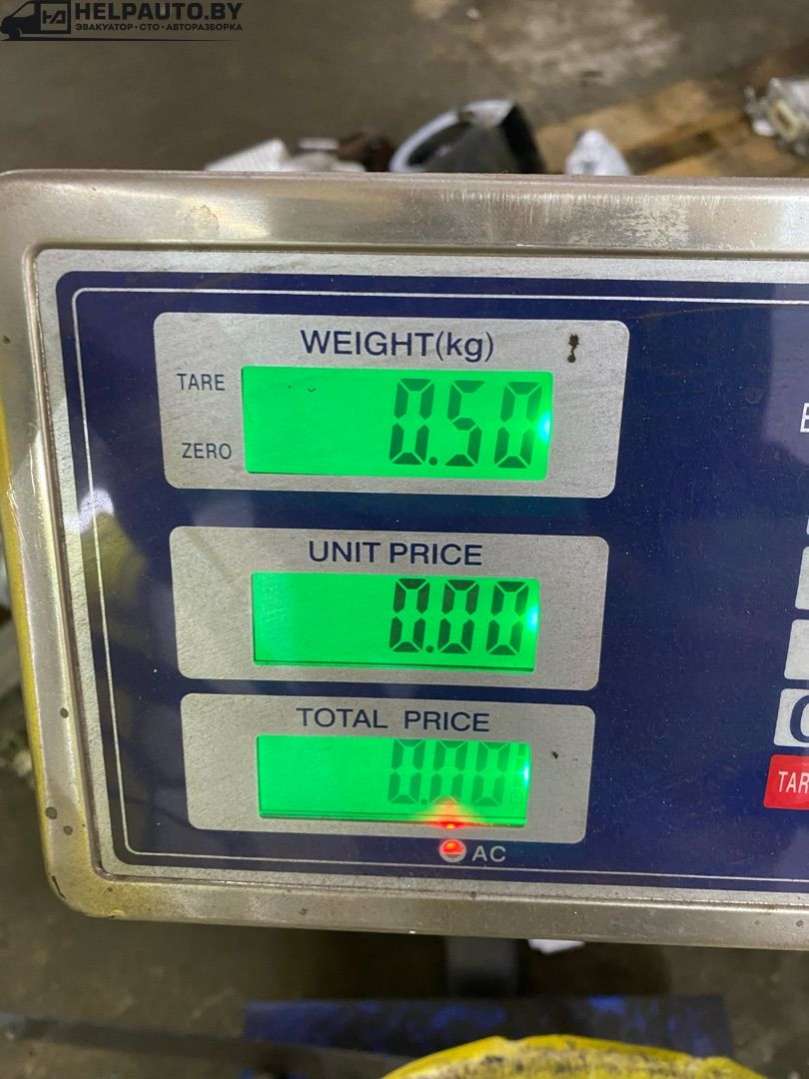 HELPAUTO.BY
ЭВАКУАТОР • СТО • АВТОРАЗБОРКА
WEIGHT(kg)
TARE
0.50
ZERO
UNIT PRICE
0.00
TOTAL PRICE
0.00
TAR
AC